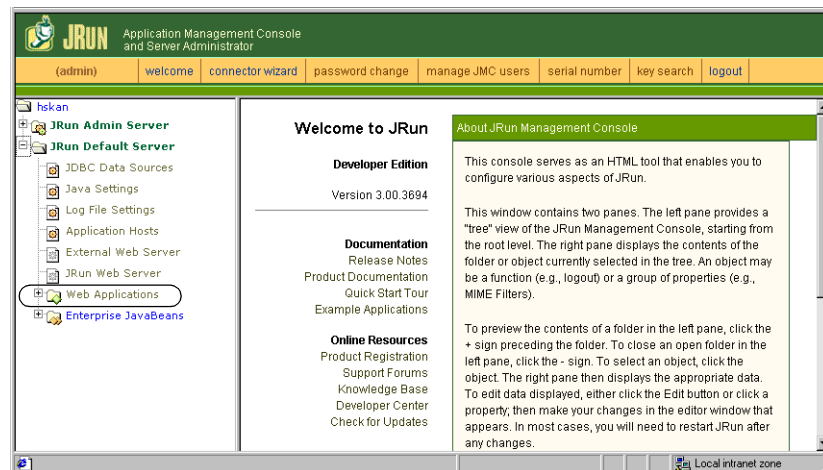 JRUN
Application Management Console
and Server Administrator
(admin)
welcome
connector wizard
password change
manage JMC users
serial number
key search
logout
hskan
JRun Admin Server
JRun Default Server
JDBC Data Sources
Java Settings
Log File Settings
Application Hosts
External Web Server
JRun Web Server
Web Applications
Enterprise JavaBeans
Welcome to JRun
Developer Edition
Version 3.00.3694
Documentation
Release Notes
Product Documentation
Quick Start Tour
Example Applications
Online Resources
Product Registration
Support Forums
Knowledge Base
Developer Center
Check for Updates
About JRun Management Console
This console serves as an HTML tool that enables you to
configure various aspects of JRun.
This window contains two panes. The left pane provides a
"tree" view of the JRun Management Console, starting from
the root level. The right pane displays the contents of the
folder or object currently selected in the tree. An object may
be a function (e.g., logout) or a group of properties (e.g.,
MIME Filters).
To preview the contents of a folder in the left pane, click the
+ sign preceding the folder. To close an open folder in the
left pane, click the - sign. To select an object, click the
object. The right pane then displays the appropriate data.
To edit data displayed, either click the Edit button or click a
property; then make your changes in the editor window that
appears. In most cases, you will need to restart JRun after
any changes.
Local intranet zone